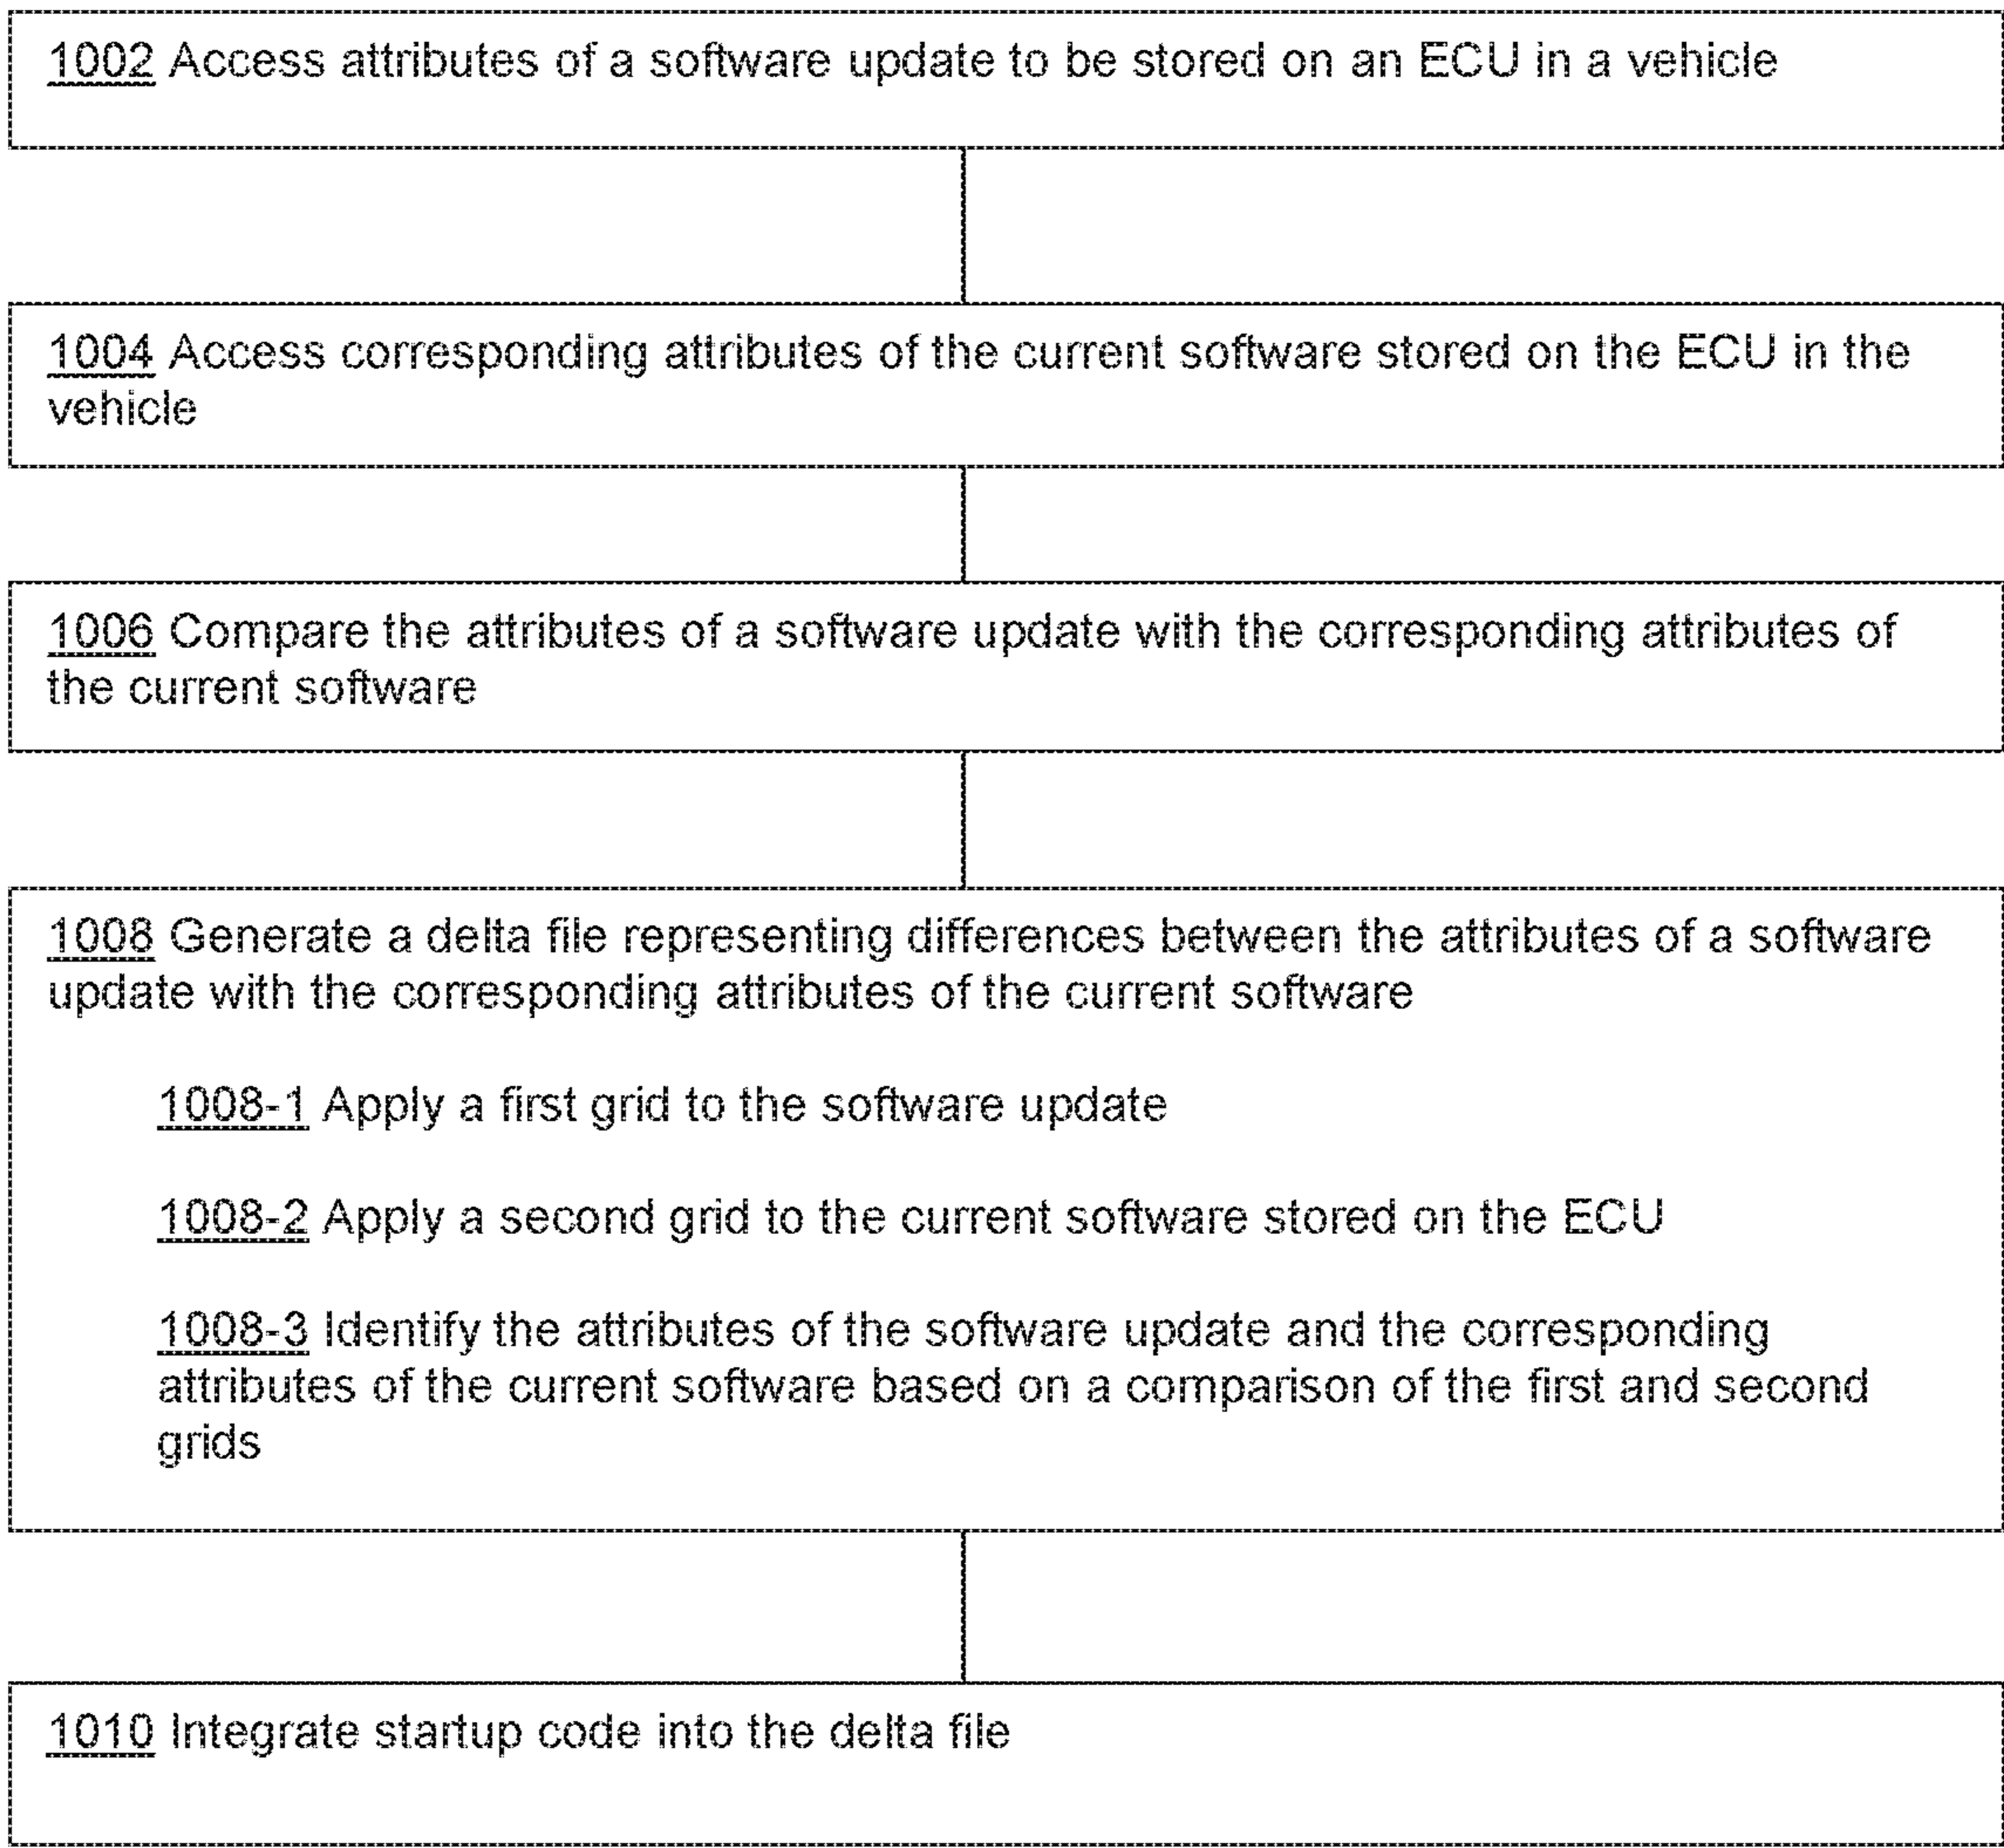 1002 Access attributes of a software update to be stored on an ECU in a vehicle
1004 Access corresponding attributes of the current software stored on the ECU in the
vehicle
1006 Compare the attributes of a software update with the corresponding attributes of
the current software
1008 Generate a delta file representing differences between the attributes of a software
update with the corresponding attributes of the current software
1008-1 Apply a first grid to the software update
1008-2 Apply a second grid to the current software stored on the ECU
1008-3 Identify the attributes of the software update and the corresponding
attributes of the current software based on a comparison of the first and second
grids
1010 Integrate startup code into the delta file